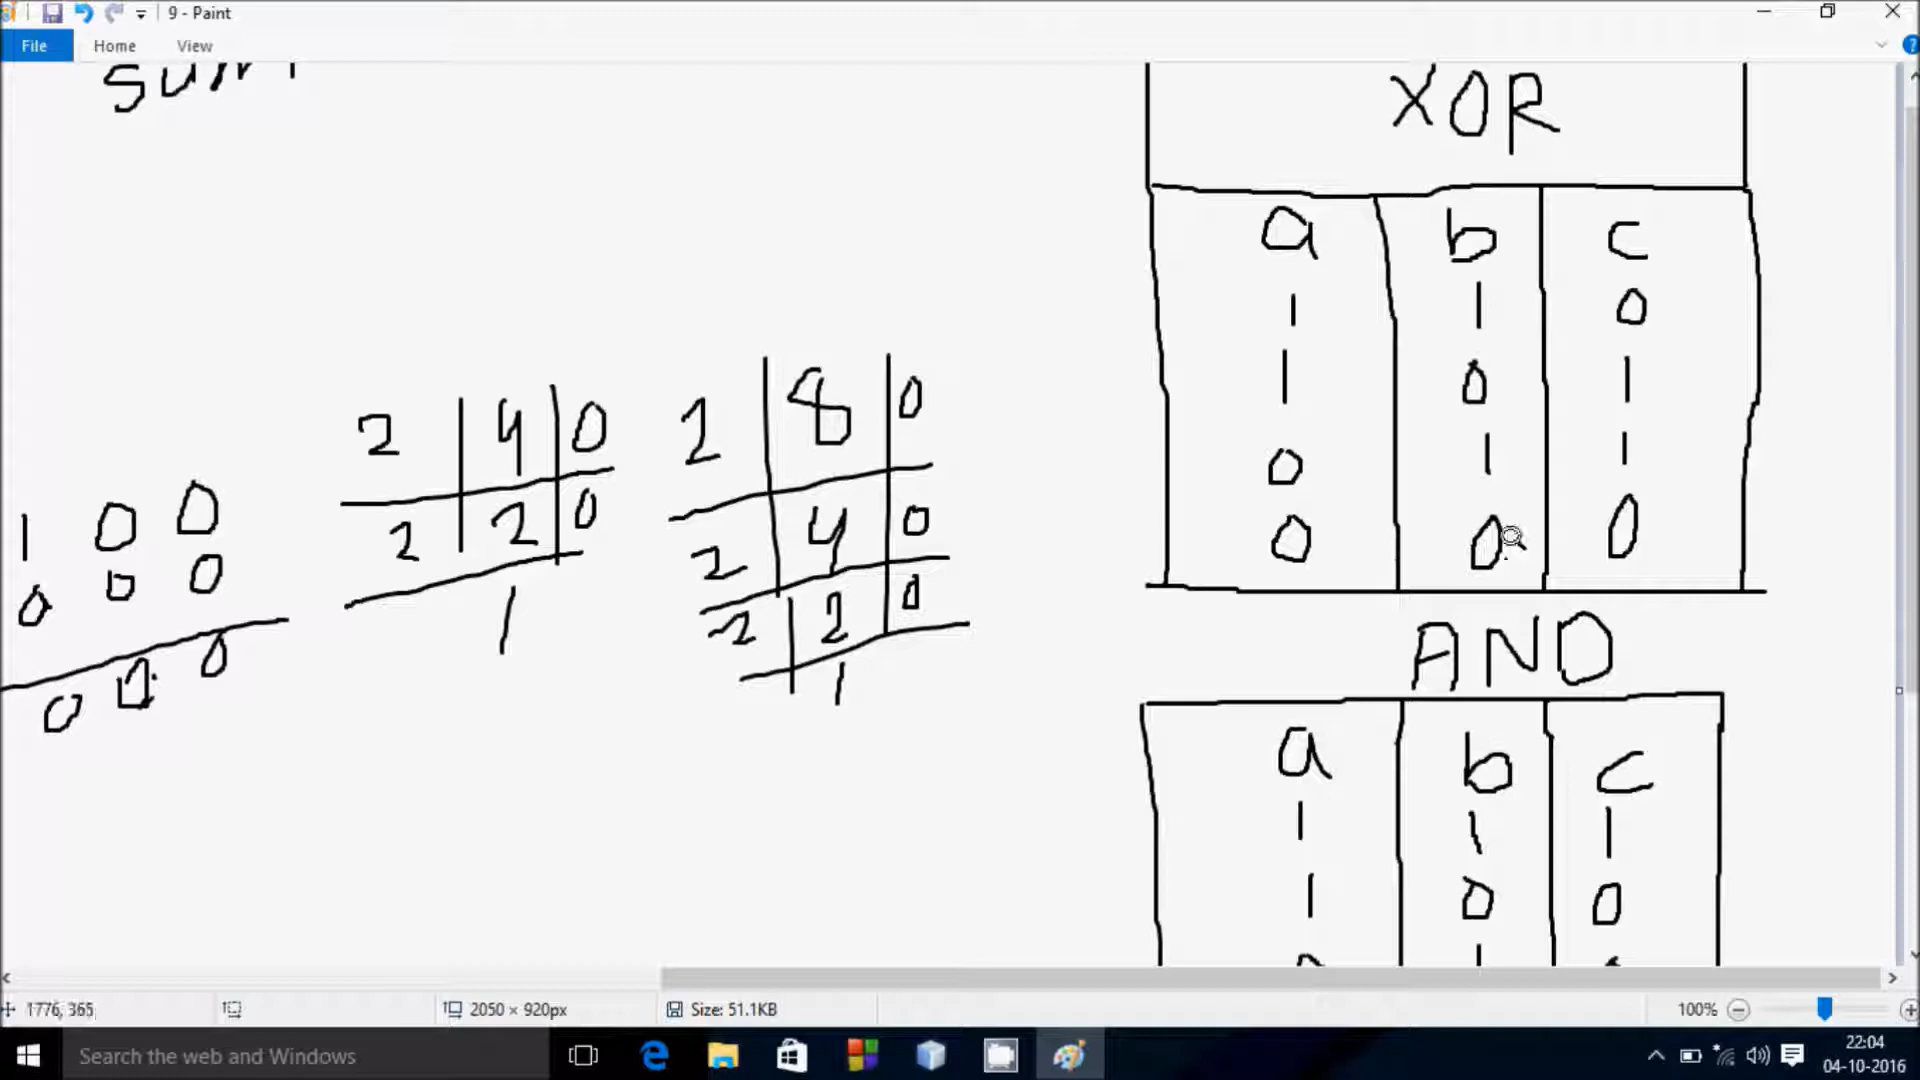 9 - Paint
File Home View
sum
XOR
a b c
1 1 0
1 0 1
0 1 1
0 0 0
2 4 0
2 2 0
1
2 8 0
2 4 0
2 2 0
1
1 0 0
0 0 0
0 0 0
AND
a b c
1 1 1
1 0 0
1776, 365
2050 × 920px
Size: 51.1KB
100%
Search the web and Windows
22:04
04-10-2016